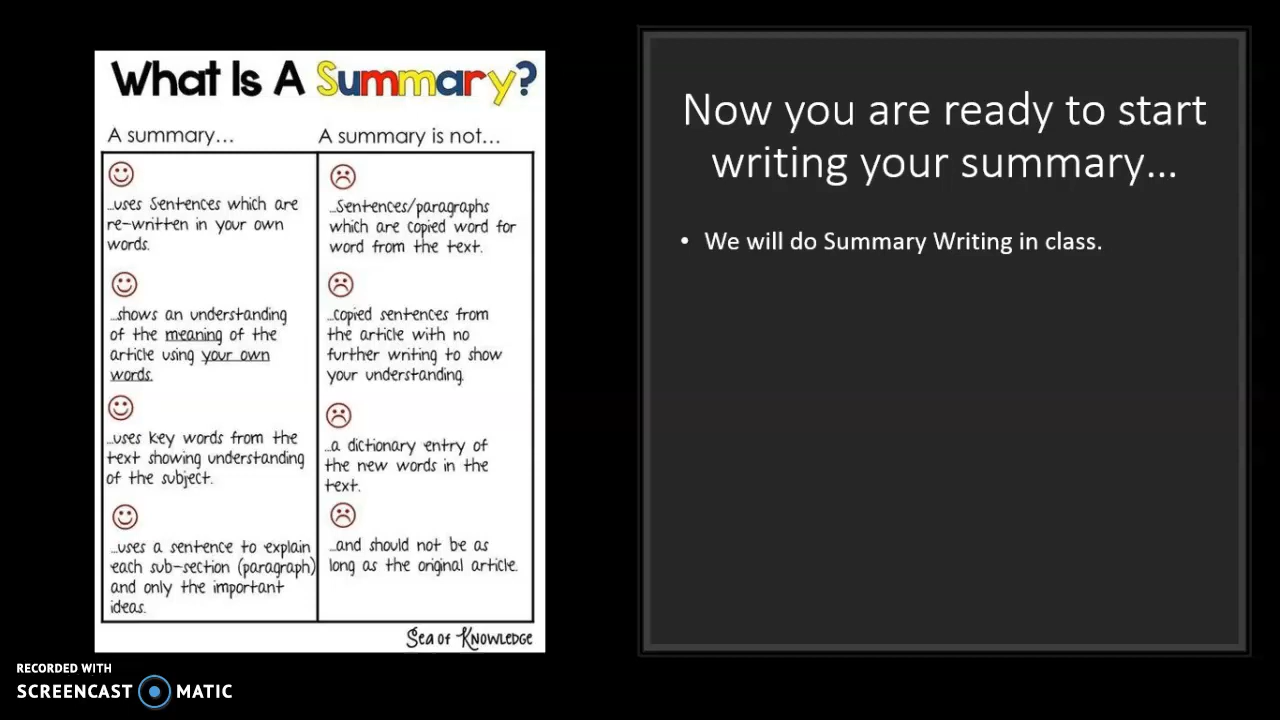 What Is A Summary?
A summary...
A summary is not...
...uses sentences which are
re-written in your own
words.
...shows an understanding
of the meaning of the
article using your own
words.
...uses key words from the
text showing understanding
of the subject.
...uses a sentence to explain
each sub-section (paragraph)
and only the important
ideas.
...Sentences/paragraphs
which are copied word for
word from the text.
...copied sentences from
the article with no
further writing to show
your understanding.
...a dictionary entry of
the new words in the
text.
...and should not be as
long as the original article.
Sea of Knowledge
Now you are ready to start
writing your summary...
• We will do Summary Writing in class.
RECORDED WITH
SCREENCAST MATIC